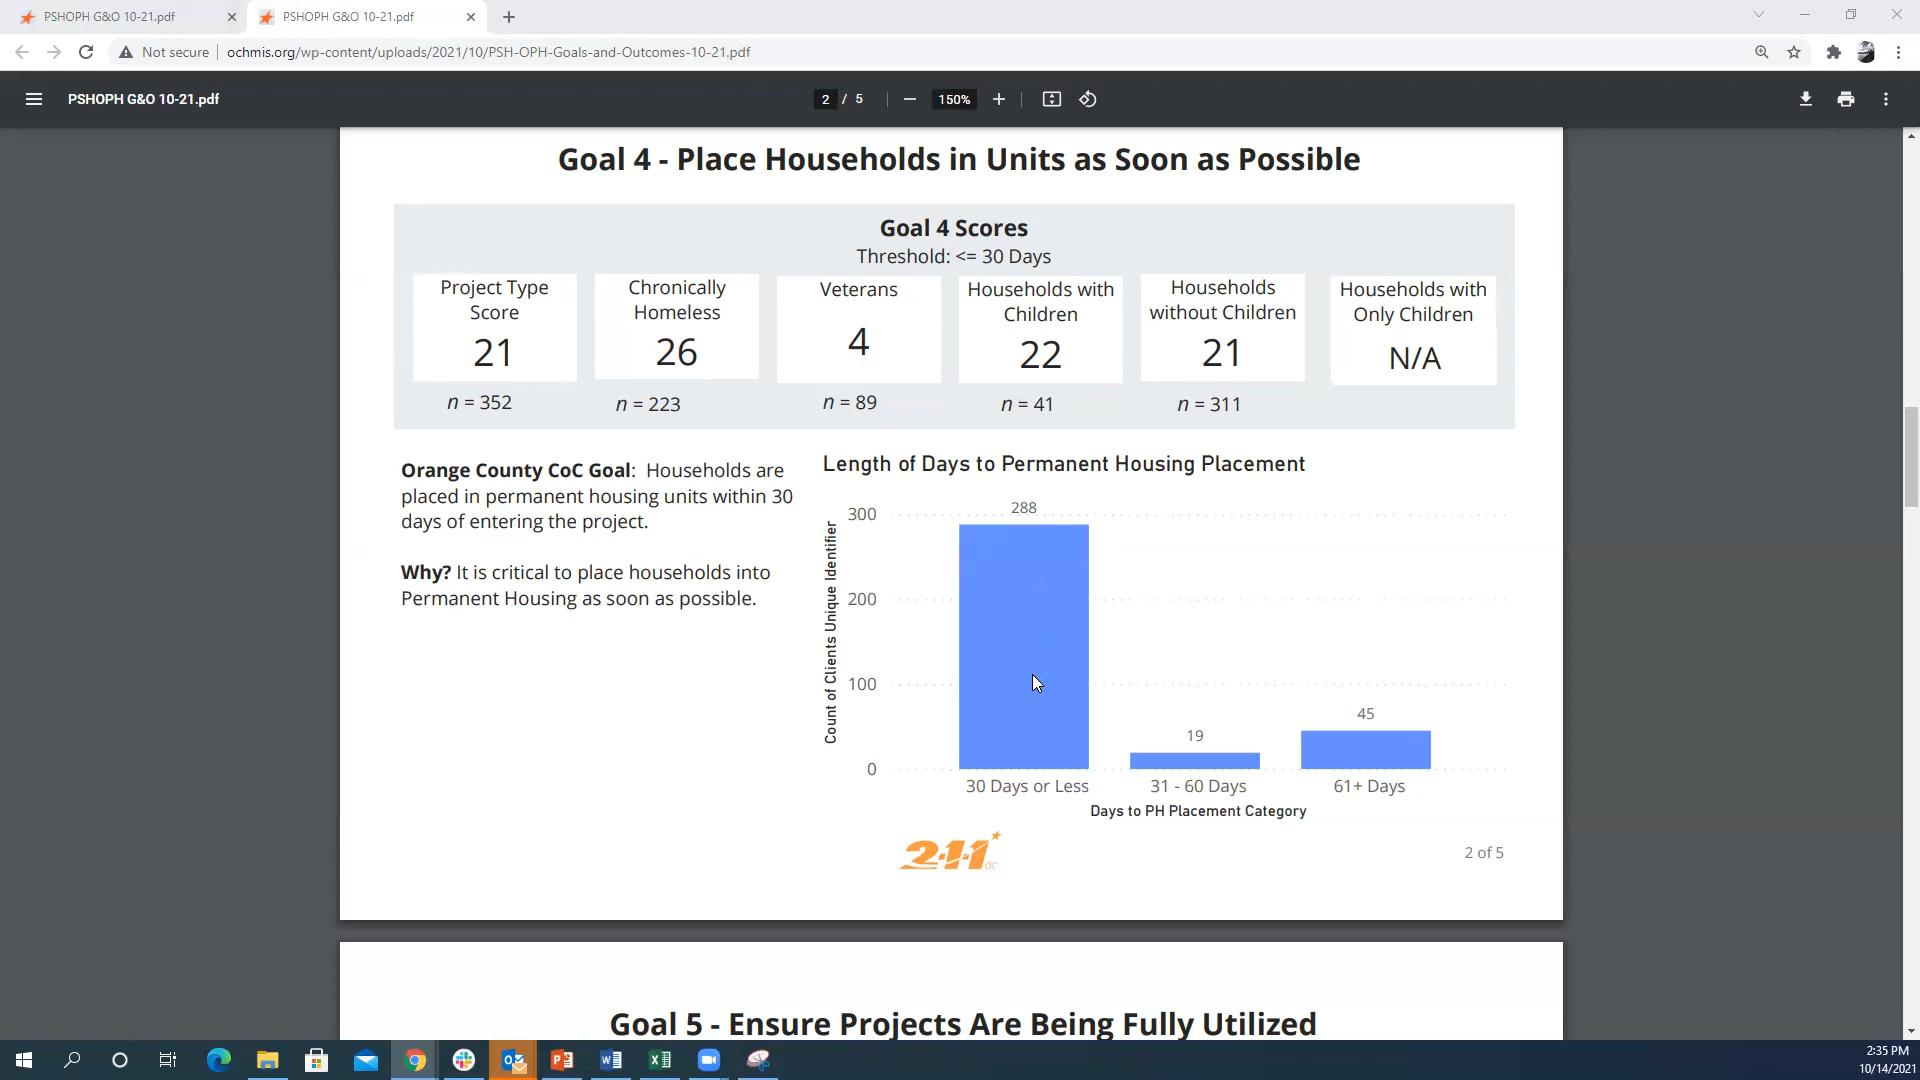 PSHOPH G&O 10-21.pdf
PSHOPH G&O 10-21.pdf
Not secure
ochmis.org/wp-content/uploads/2021/10/PSH-OPH-Goals-and-Outcomes-10-21.pdf
PSHOPH G&O 10-21.pdf
2 / 5
150%
Goal 4 - Place Households in Units as Soon as Possible
Goal 4 Scores
Threshold: <= 30 Days
Project Type
Score
21
n = 352
Chronically
Homeless
26
n = 223
Veterans
4
n = 89
Households with
Children
22
n = 41
Households
without Children
21
n = 311
Households with
Only Children
N/A
Orange County CoC Goal: Households are
placed in permanent housing units within 30
days of entering the project.
Why? It is critical to place households into
Permanent Housing as soon as possible.
Length of Days to Permanent Housing Placement
Count of Clients Unique Identifier
300
200
100
0
288
19
45
30 Days or Less
31 - 60 Days
61+ Days
Days to PH Placement Category
2-1-1
OC
2 of 5
Goal 5 - Ensure Projects Are Being Fully Utilized
2:35 PM
10/14/2021